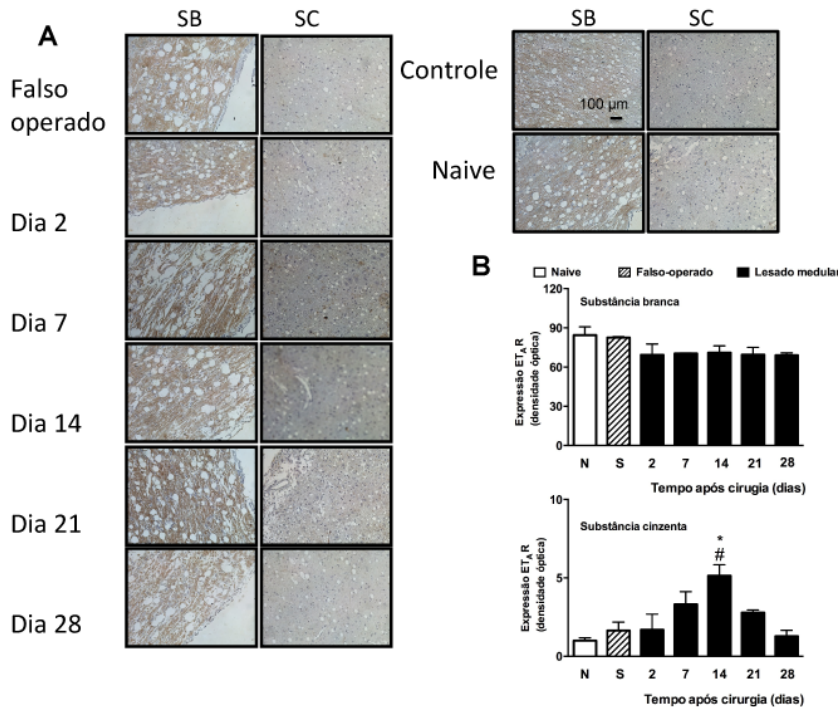 A
SB SC
Falso
operado
Dia 2
Dia 7
Dia 14
Dia 21
Dia 28
SB SC
Controle
100 µm
Naive
B
Naive Falso-operado Lesado medular
Substância branca
Expressão ETAR
(densidade óptica)
120
90
60
30
0
N S 2 7 14 21 28
Tempo após cirugia (dias)
Substância cinzenta
Expressão ETAR
(densidade óptica)
10
5
0
*
#
N S 2 7 14 21 28
Tempo após cirurgia (dias)